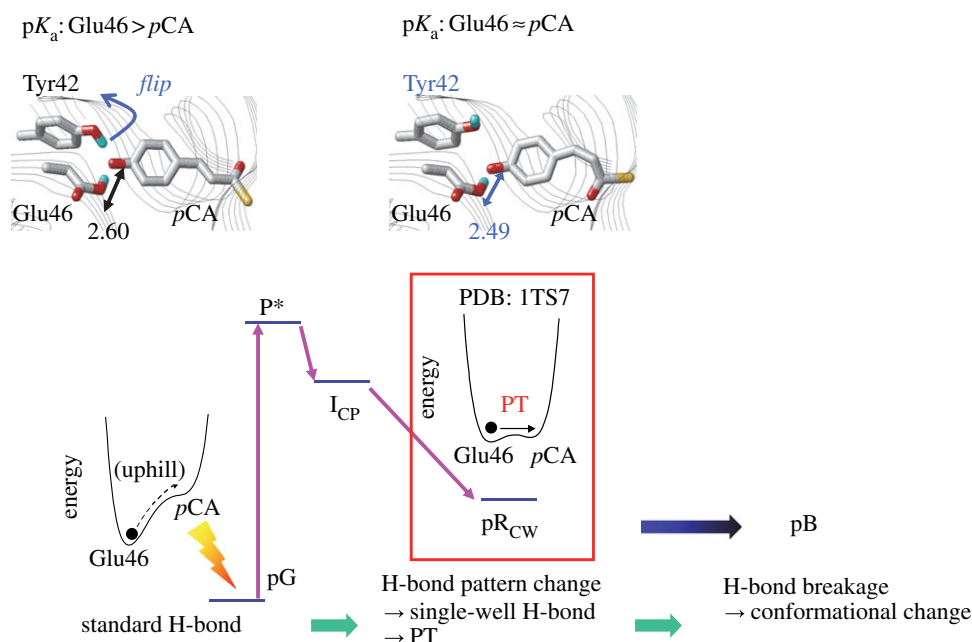 pKa: Glu46 > pCA
pKa: Glu46 ≈ pCA
Tyr42
flip
Glu46
2.60
pCA
Tyr42
Glu46
2.49
pCA
P*
ICP
PDB: 1TS7
energy
PT
Glu46
pCA
pRCW
energy
(uphill)
pCA
Glu46
pG
pB
standard H-bond
H-bond pattern change
→ single-well H-bond
→ PT
H-bond breakage
→ conformational change